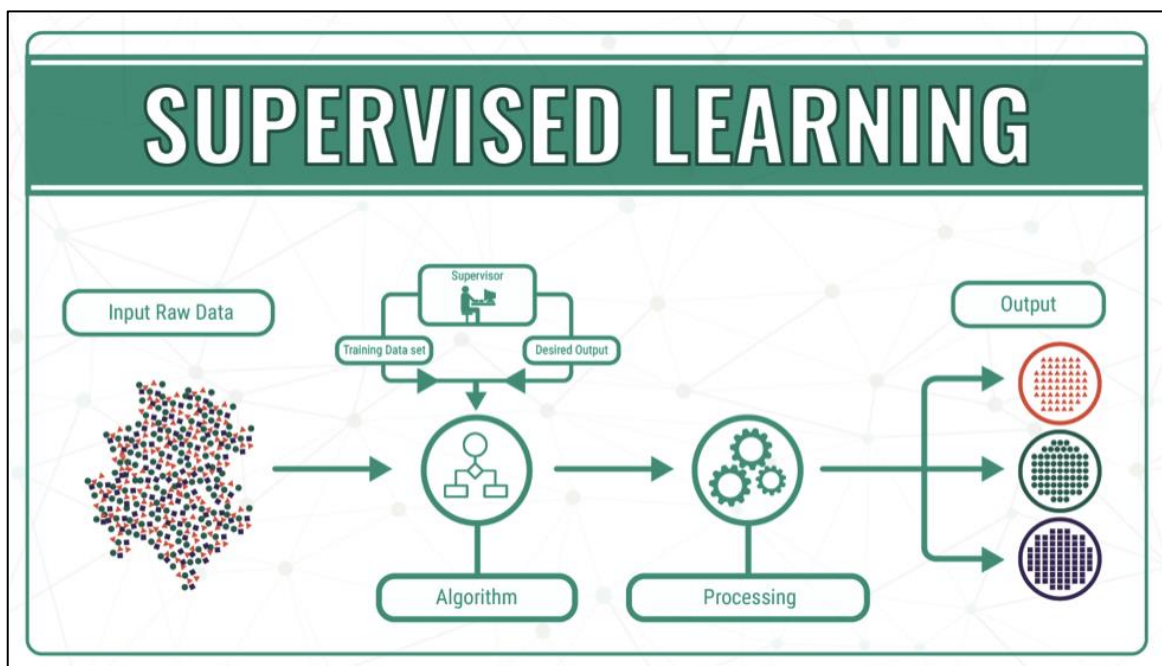 SUPERVISED LEARNING
Input Raw Data
Supervisor
Training Data set
Desired Output
Algorithm
Processing
Output